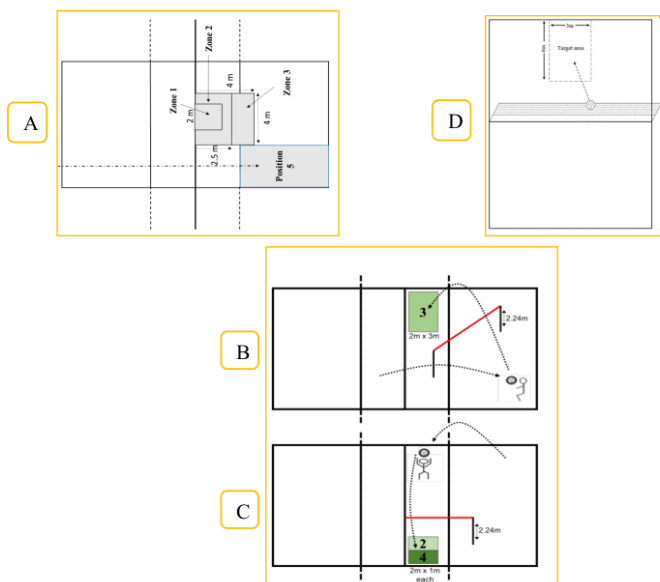 A
Zone 1
Zone 2
Zone 3
4 m
2 m
4 m
2.5 m
Position
5
D
3m
6m
Target area
B
3
2m x 3m
2.24m
C
2
4
2.24m
2m x 1m
each